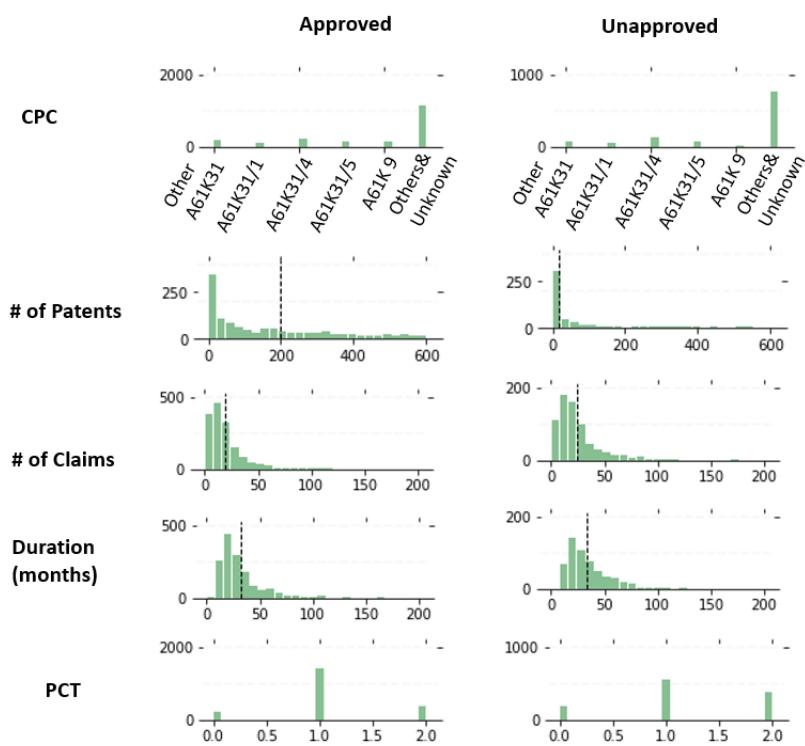 Approved Unapproved
CPC
2000
0
1000
0
Other A61K31 A61K31/1 A61K31/4 A61K31/5 A61K 9 Others& Unknown
Other A61K31 A61K31/1 A61K31/4 A61K31/5 A61K 9 Others& Unknown
# of Patents
250
0
0 200 400 600
250
0
0 200 400 600
# of Claims
500
0
0 50 100 150 200
200
0
0 50 100 150 200
Duration
(months)
500
0
0 50 100 150 200
200
0
0 50 100 150 200
PCT
2000
0
0.0 0.5 1.0 1.5 2.0
1000
0
0.0 0.5 1.0 1.5 2.0